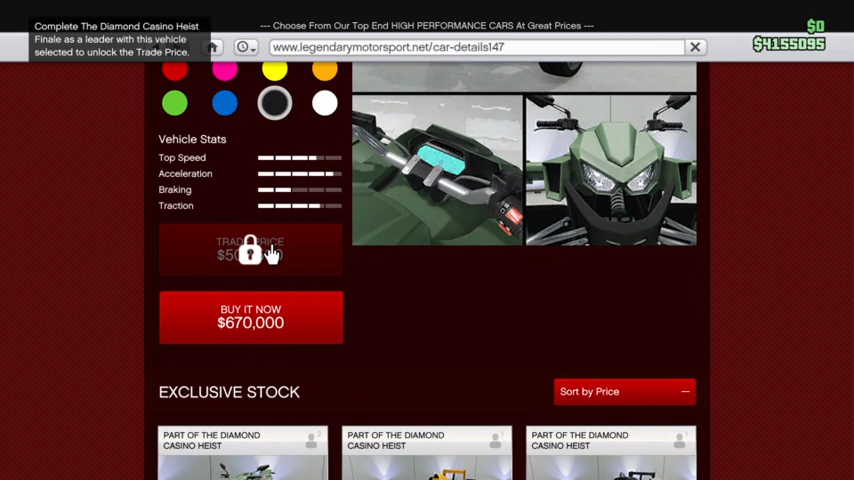 Complete The Diamond Casino Heist
Finale as a leader with this vehicle
selected to unlock the Trade Price.
--- Choose From Our Top End HIGH PERFORMANCE CARS At Great Prices ---
$0
$4155095
www.legendarymotorsport.net/car-details147
Vehicle Stats
Top Speed
Acceleration
Braking
Traction
TRADE PRICE
BUY IT NOW
$670,000
EXCLUSIVE STOCK
Sort by Price
PART OF THE DIAMOND
CASINO HEIST
PART OF THE DIAMOND
CASINO HEIST
PART OF THE DIAMOND
CASINO HEIST